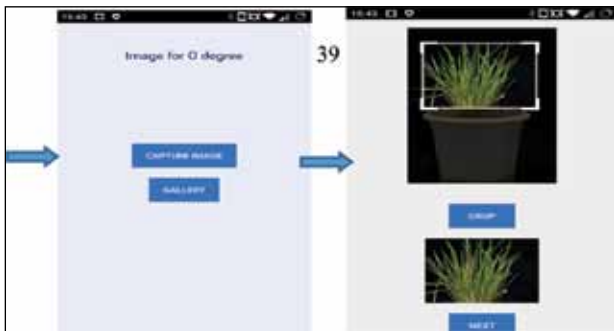 Image for 0 degree
CAPTURE IMAGE
GALLERY
39
CROP
NEXT